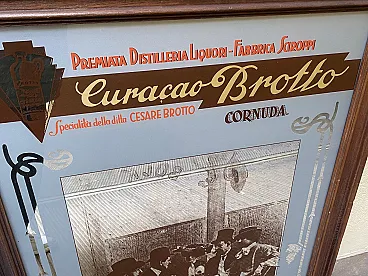 PREMIATA DISTILLERIA LIQUORI - FABBRICA SCIROPPI
Curaçao Brotto
Specialità della ditta CESARE BROTTO CORNUDA